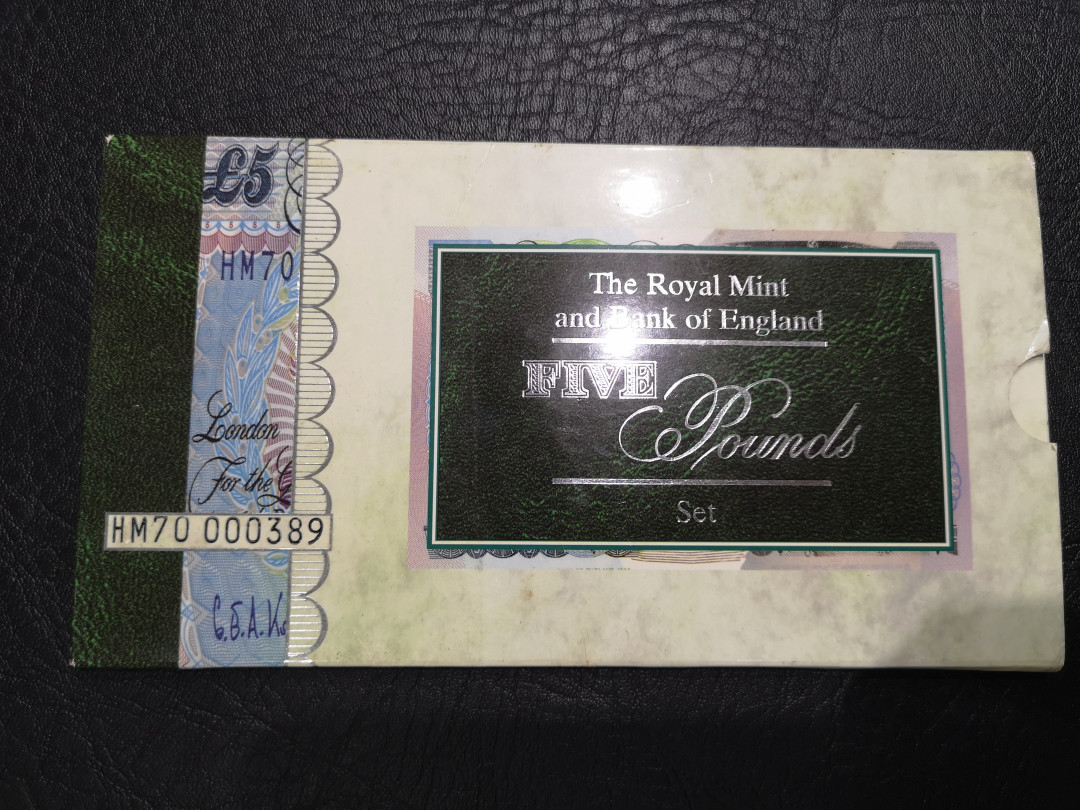 £5
HM70
London
For the G
HM70 000389
G.E.A.K
The Royal Mint
and Bank of England
FIVE
Pounds
Set